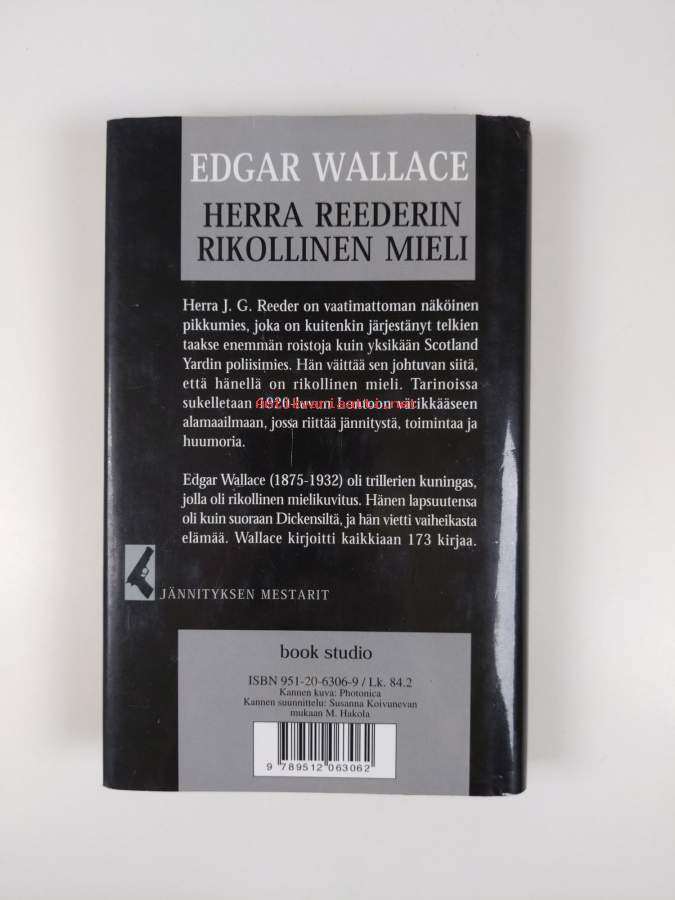 EDGAR WALLACE
HERRA REEDERIN
RIKOLLINEN MIELI
Herra J. G. Reeder on vaatimattoman näköinen
pikkumies, joka on kuitenkin järjestänyt telkien
taakse enemmän roistoja kuin yksikään Scotland
Yardin poliisimies. Hän väittää sen johtuvan siitä,
että hänellä on rikollinen mieli. Tarinoissa
sukelletaan 1920-luvun Lontoon värikkääseen
alamaailmaan, jossa riittää jännitystä, toimintaa ja
huumoria.
Edgar Wallace (1875-1932) oli trillerien kuningas,
jolla oli rikollinen mielikuvitus. Hänen lapsuutensa
oli kuin suoraan Dickensiltä, ja hän vietti vaiheikasta
elämää. Wallace kirjoitti kaikkiaan 173 kirjaa.
JÄNNITYKSEN MESTARIT
book studio
ISBN 951-20-6306-9 / Lk. 84.2
Kannen kuva: Photonica
Kannen suunnittelu: Susanna Koivunevan
mukaan M. Hakola
9 789512 063062